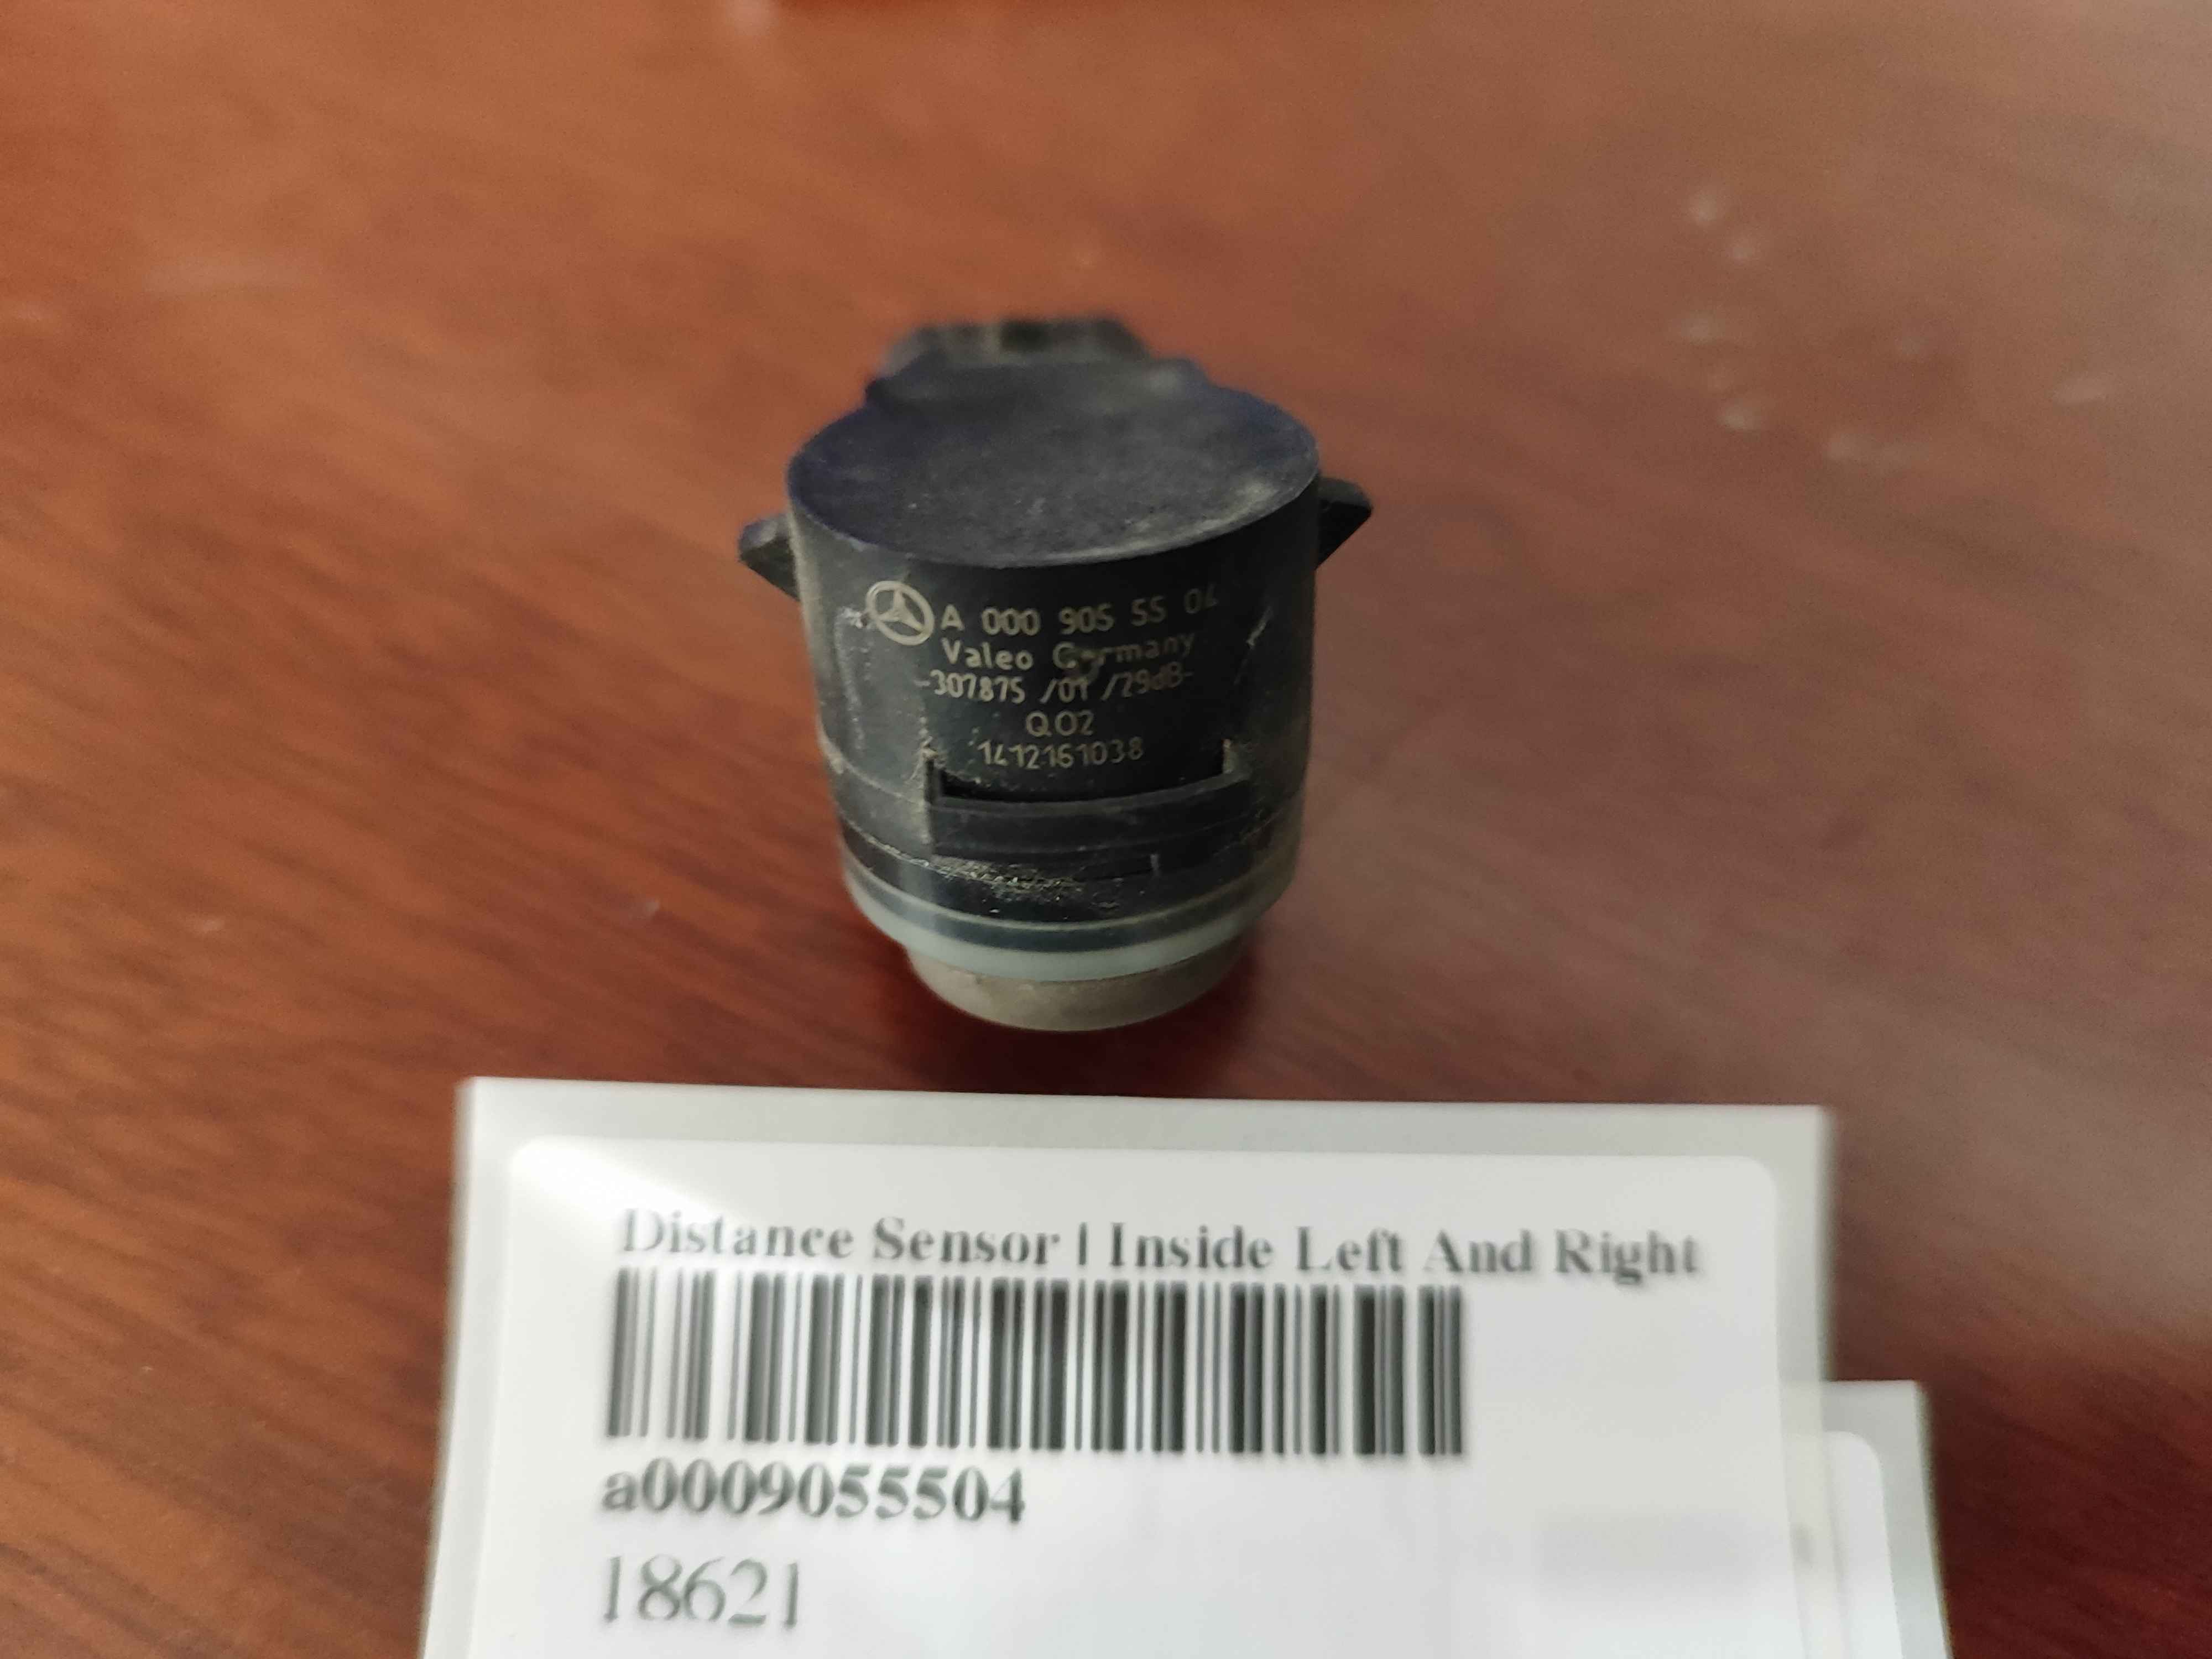 A 000 905 55 04
Valeo Germany
-307875 /01 /29dB-
Q02
1412161038
Distance Sensor | Inside Left And Right
a0009055504
18621